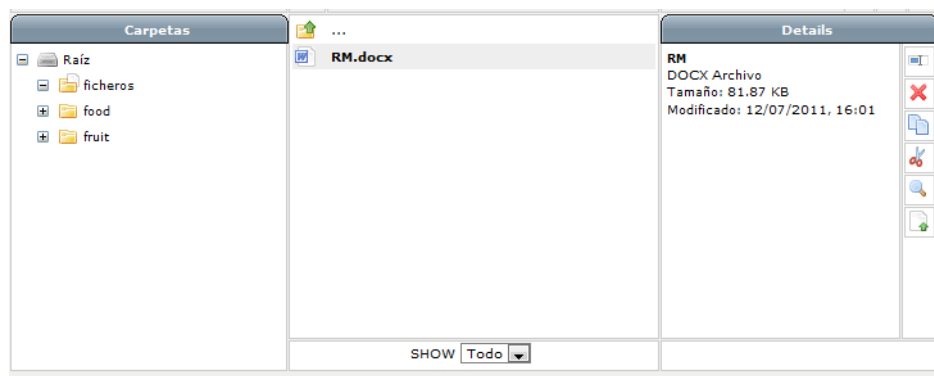 Carpetas
Raíz
ficheros
food
fruit
...
RM.docx
SHOW Todo
Details
RM
DOCX Archivo
Tamaño: 81.87 KB
Modificado: 12/07/2011, 16:01